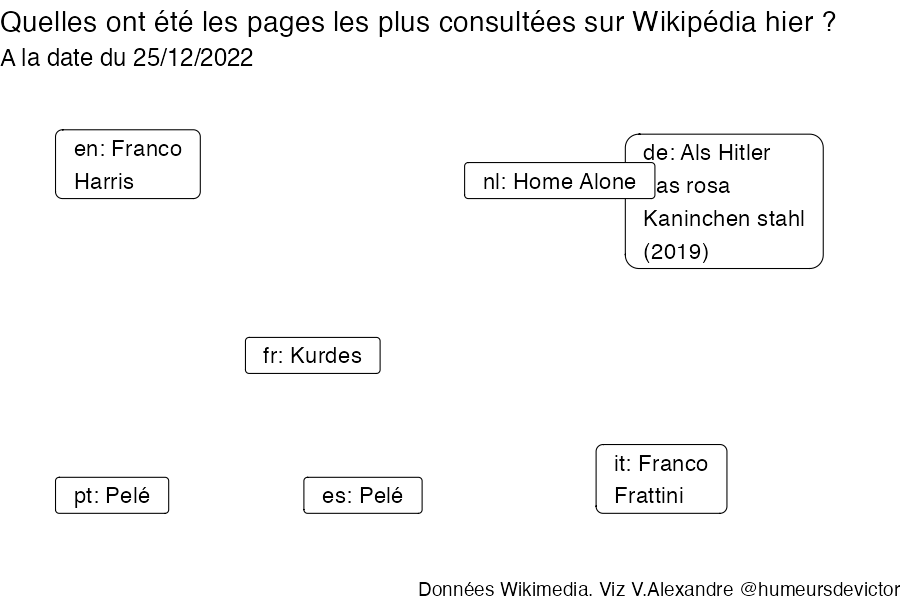 Quelles ont été les pages les plus consultées sur Wikipédia hier ?
A la date du 25/12/2022
en: Franco
Harris
nl: Home Alone
de: Als Hitler
as rosa
Kaninchen stahl
(2019)
fr: Kurdes
pt: Pelé
es: Pelé
it: Franco
Frattini
Données Wikimedia. Viz V.Alexandre @humeursdevictor